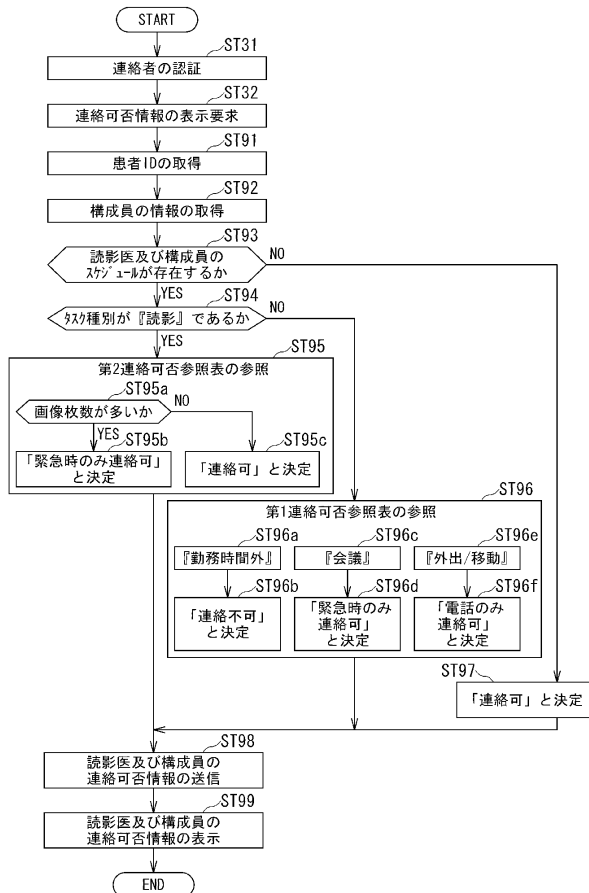 START
ST31
連絡者の認証
ST32
連絡可否情報の表示要求
ST91
患者IDの取得
ST92
構成員の情報の取得
ST93
読影医及び構成員の
スケジュールが存在するか
NO
YES
ST94
タスク種別が『読影』であるか
NO
YES
ST95
第2連絡可否参照表の参照
ST95a
画像枚数が多いか
NO
YES
ST95b
「緊急時のみ連絡可」
と決定
ST95c
「連絡可」と決定
ST96
第1連絡可否参照表の参照
ST96a
『勤務時間外』
ST96c
『会議』
ST96e
『外出/移動』
ST96b
「連絡不可」
と決定
ST96d
「緊急時のみ
連絡可」
と決定
ST96f
「電話のみ
連絡可」
と決定
ST97
「連絡可」と決定
ST98
読影医及び構成員の
連絡可否情報の送信
ST99
読影医及び構成員の
連絡可否情報の表示
END